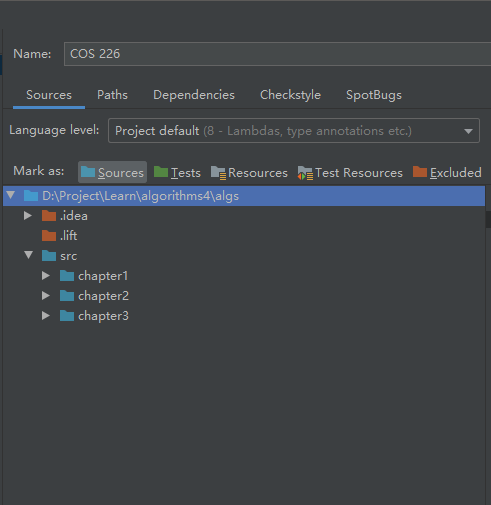 Name: COS 226
Sources Paths Dependencies Checkstyle SpotBugs
Language level: Project default (8 - Lambdas, type annotations etc.)
Mark as: Sources Tests Resources Test Resources Excluded
D:\Project\Learn\algorithms4\algs
.idea
.lift
src
chapter1
chapter2
chapter3